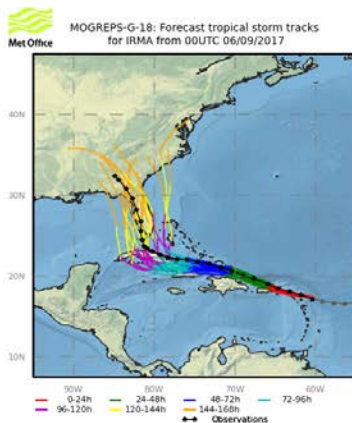 Met Office
MOGREPS-G-18: Forecast tropical storm tracks
for IRMA from 00UTC 06/09/2017
40N
30N
20N
10N
90W 80W 70W 60W
0-24h 24-48h 48-72h 72-96h
96-120h 120-144h 144-168h
Observations